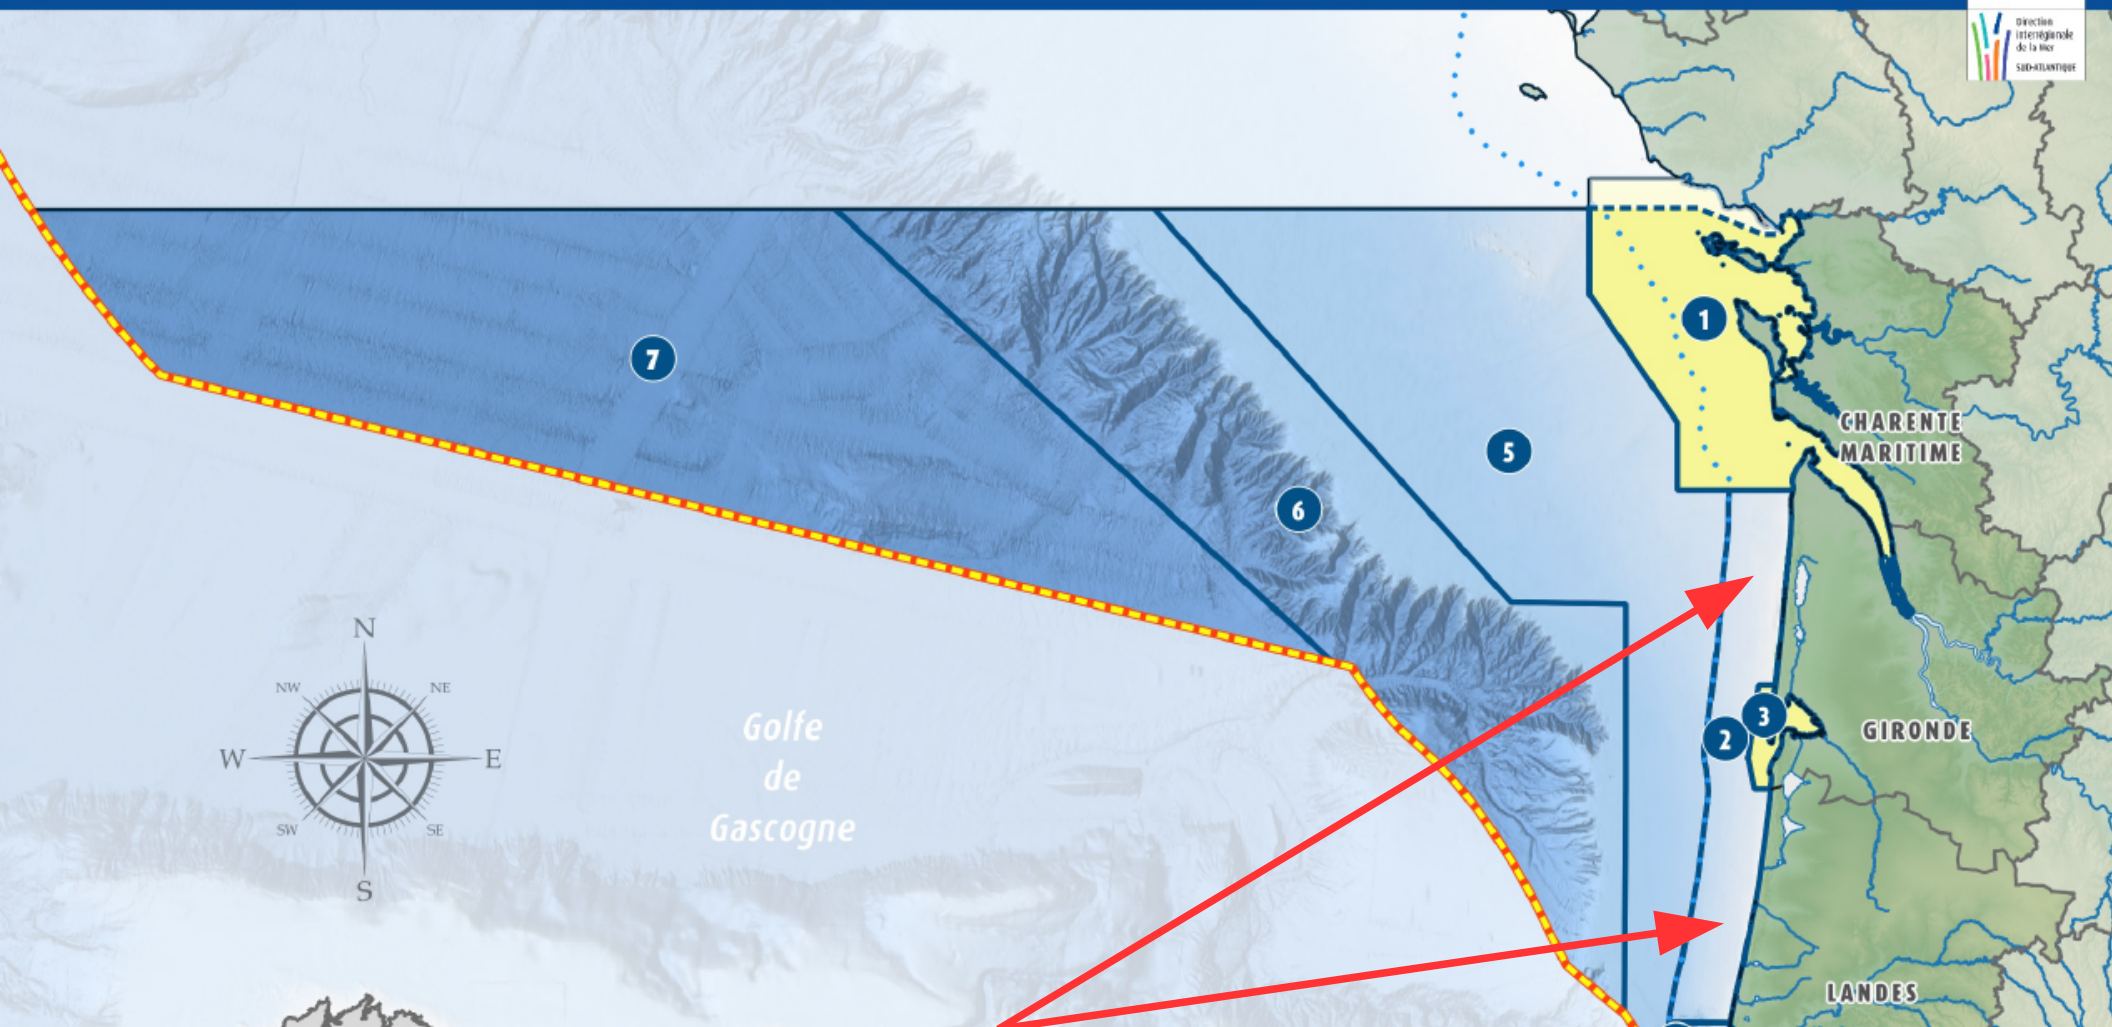 Direction
interrégionale
de la Mer
SUD-ATLANTIQUE
1
7
CHARENTE
MARITIME
5
6
N
NW
NE
W
E
SW
SE
S
Golfe
de
Gascogne
3
2
GIRONDE
LANDES